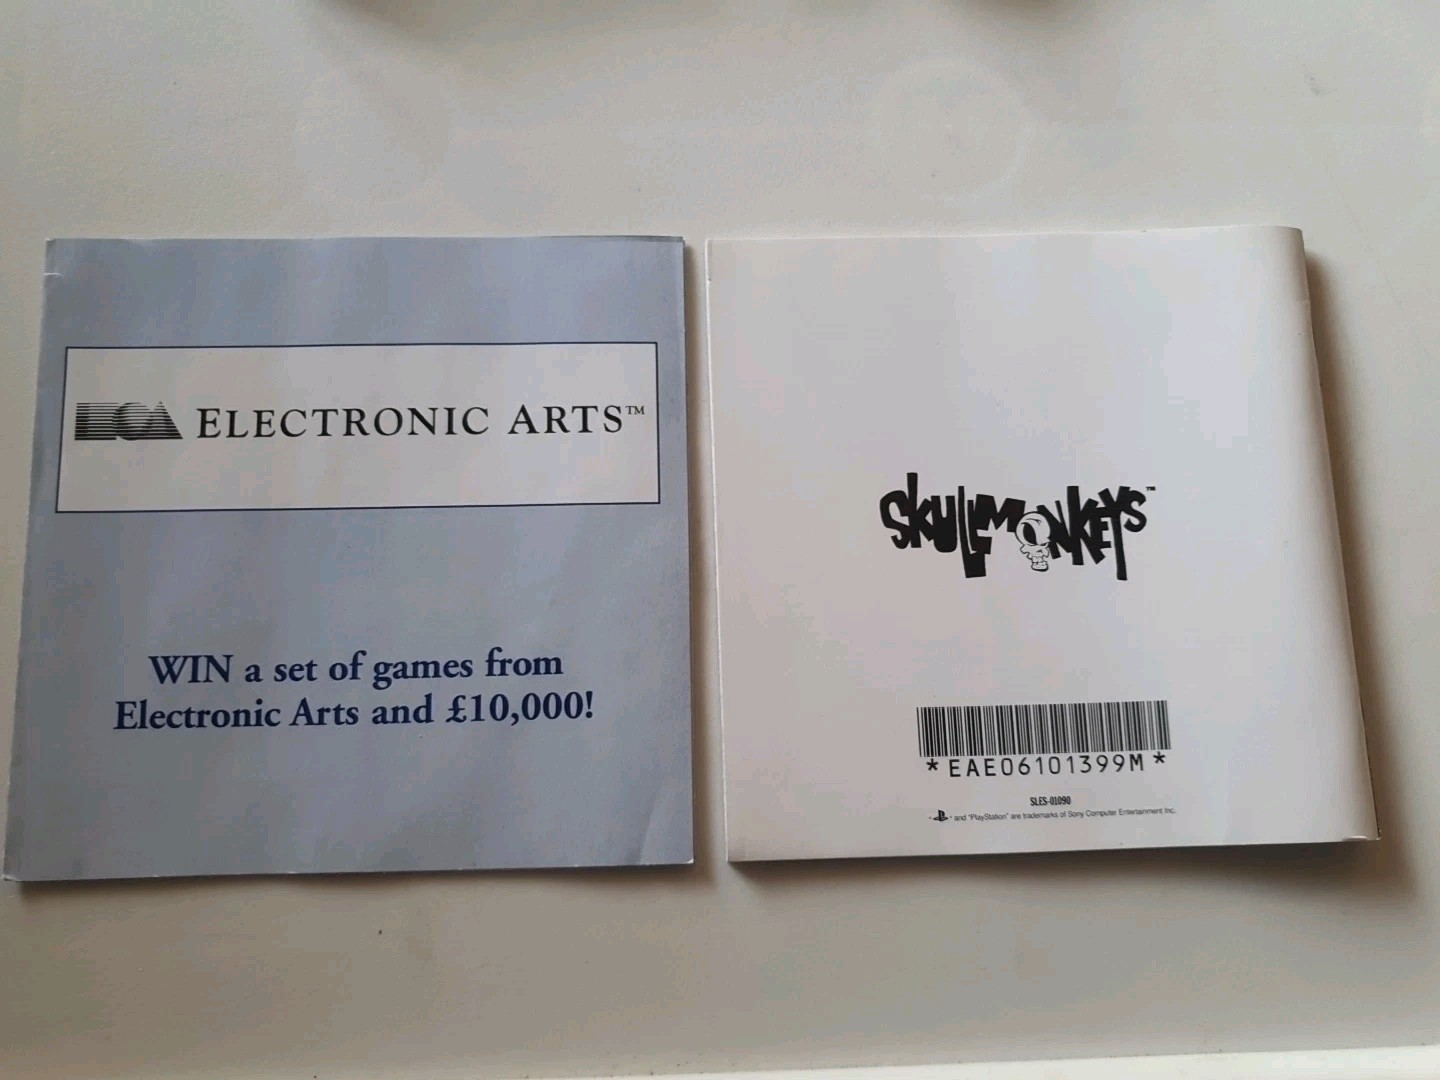 ELECTRONIC ARTS™
WIN a set of games from
Electronic Arts and £10,000!
SKULLMONKEYS™
*EAE06101399M*
SLES-01090
and "PlayStation" are trademarks of Sony Computer Entertainment Inc.